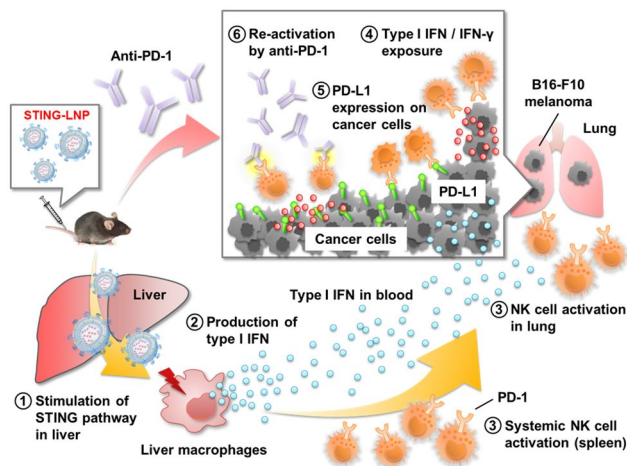 ⑥ Re-activation
by anti-PD-1
④ Type I IFN / IFN-γ
exposure
Anti-PD-1
⑤ PD-L1
expression on
cancer cells
B16-F10
melanoma
STING-LNP
Lung
PD-L1
Cancer cells
Liver
Type I IFN in blood
② Production of
type I IFN
③ NK cell activation
in lung
① Stimulation of
STING pathway
in liver
PD-1
Liver macrophages
③ Systemic NK cell
activation (spleen)